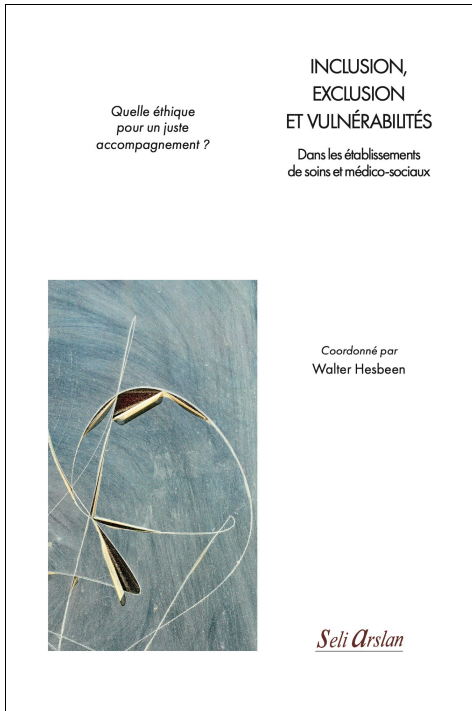 Quelle éthique
pour un juste
accompagnement ?
INCLUSION,
EXCLUSION
ET VULNÉRABILITÉS
Dans les établissements
de soins et médico-sociaux
Coordonné par
Walter Hesbeen
Seli Arslan